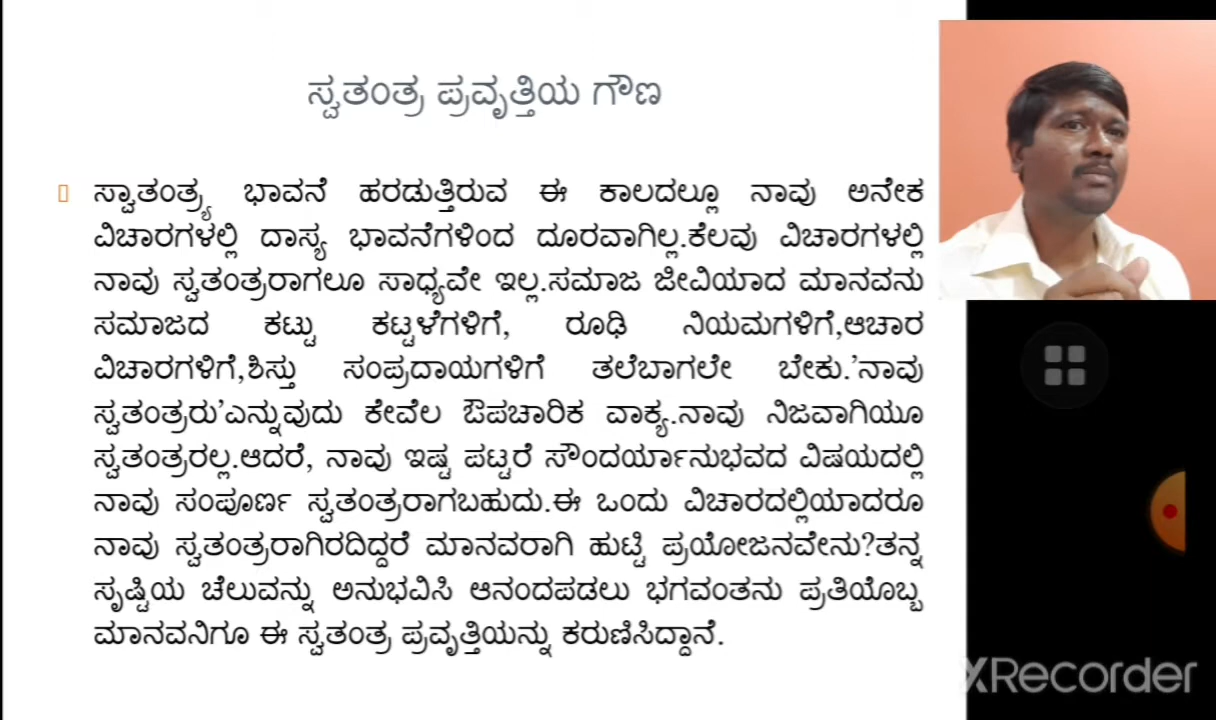 ಸ್ವತಂತ್ರ ಪ್ರವೃತ್ತಿಯ ಗೌಣ
ಸ್ವಾತಂತ್ರ್ಯ ಭಾವನೆ ಹರಡುತ್ತಿರುವ ಈ ಕಾಲದಲ್ಲೂ ನಾವು ಅನೇಕ
ವಿಚಾರಗಳಲ್ಲಿ ದಾಸ್ಯ ಭಾವನೆಗಳಿಂದ ದೂರವಾಗಿಲ್ಲ.ಕೆಲವು ವಿಚಾರಗಳಲ್ಲಿ
ನಾವು ಸ್ವತಂತ್ರರಾಗಲೂ ಸಾಧ್ಯವೇ ಇಲ್ಲ.ಸಮಾಜ ಜೀವಿಯಾದ ಮಾನವನು
ಸಮಾಜದ ಕಟ್ಟು ಕಟ್ಟಳೆಗಳಿಗೆ, ರೂಢಿ ನಿಯಮಗಳಿಗೆ,ಆಚಾರ
ವಿಚಾರಗಳಿಗೆ,ಶಿಸ್ತು ಸಂಪ್ರದಾಯಗಳಿಗೆ ತಲೆಬಾಗಲೇ ಬೇಕು.'ನಾವು
ಸ್ವತಂತ್ರರು'ಎನ್ನುವುದು ಕೇವೆಲ ಔಪಚಾರಿಕ ವಾಕ್ಯ.ನಾವು ನಿಜವಾಗಿಯೂ
ಸ್ವತಂತ್ರರಲ್ಲ.ಆದರೆ, ನಾವು ಇಷ್ಟ ಪಟ್ಟರೆ ಸೌಂದರ್ಯಾನುಭವದ ವಿಷಯದಲ್ಲಿ
ನಾವು ಸಂಪೂರ್ಣ ಸ್ವತಂತ್ರರಾಗಬಹುದು.ಈ ಒಂದು ವಿಚಾರದಲ್ಲಿಯಾದರೂ
ನಾವು ಸ್ವತಂತ್ರರಾಗಿರದಿದ್ದರೆ ಮಾನವರಾಗಿ ಹುಟ್ಟಿ ಪ್ರಯೋಜನವೇನು?ತನ್ನ
ಸೃಷ್ಟಿಯ ಚೆಲುವನ್ನು ಅನುಭವಿಸಿ ಆನಂದಪಡಲು ಭಗವಂತನು ಪ್ರತಿಯೊಬ್ಬ
ಮಾನವನಿಗೂ ಈ ಸ್ವತಂತ್ರ ಪ್ರವೃತ್ತಿಯನ್ನು ಕರುಣಿಸಿದ್ದಾನೆ.
XRecorder